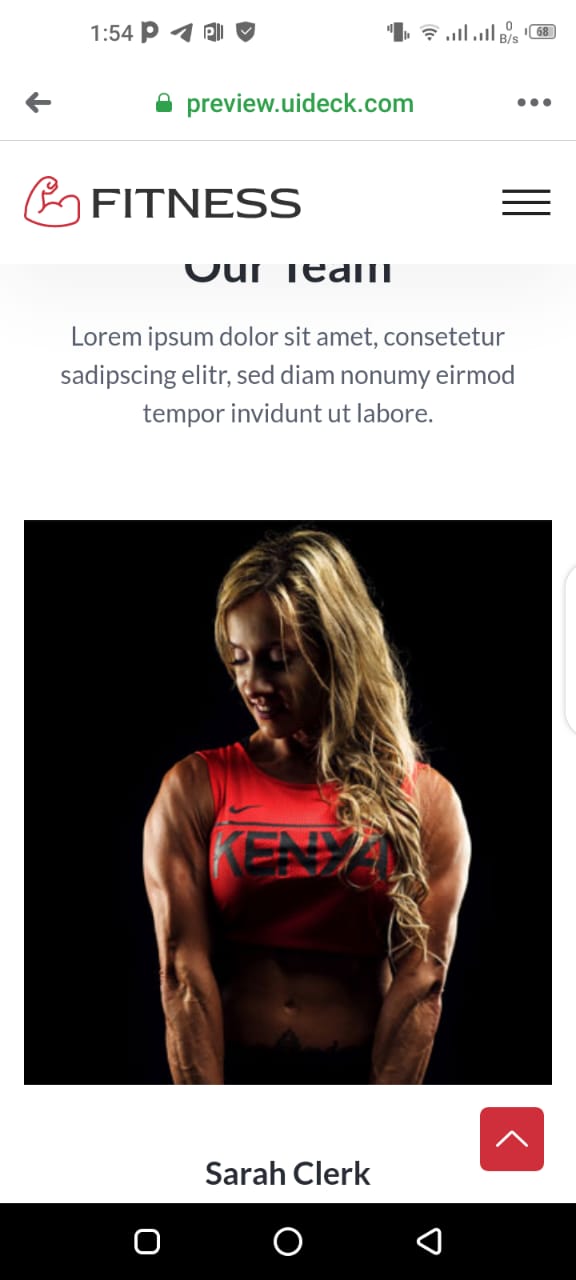 1:54
0
B/s
68
preview.uideck.com
FITNESS
Our Team
Lorem ipsum dolor sit amet, consetetur
sadipscing elitr, sed diam nonumy eirmod
tempor invidunt ut labore.
KENYA
Sarah Clerk